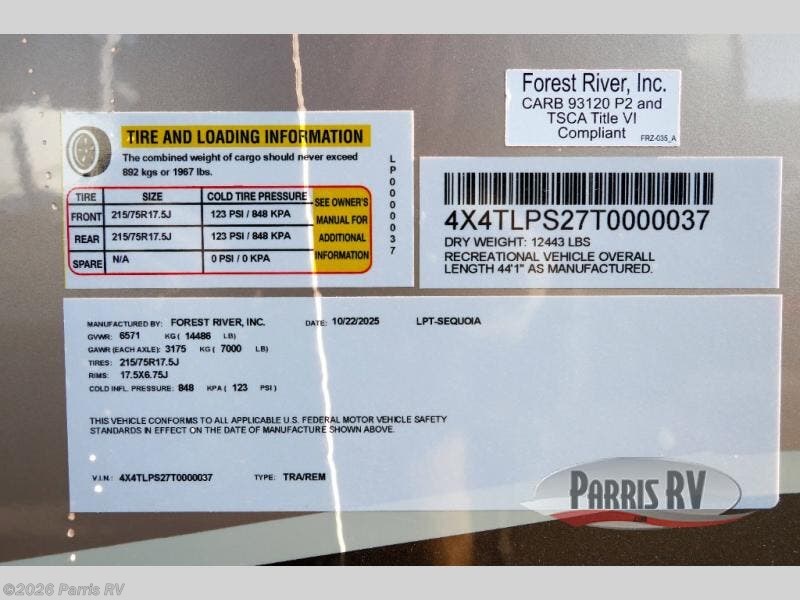 Forest River, Inc.
CARB 93120 P2 and
TSCA Title VI
Compliant
FRZ-035_A
TIRE AND LOADING INFORMATION
The combined weight of cargo should never exceed
892 kgs or 1967 lbs.
LP0000037
TIRE SIZE COLD TIRE PRESSURE
FRONT 215/75R17.5J 123 PSI / 848 KPA
REAR 215/75R17.5J 123 PSI / 848 KPA
SPARE N/A 0 PSI / 0 KPA
SEE OWNER'S
MANUAL FOR
ADDITIONAL
INFORMATION
4X4TLPS27T0000037
DRY WEIGHT: 12443 LBS
RECREATIONAL VEHICLE OVERALL
LENGTH 44'1" AS MANUFACTURED.
MANUFACTURED BY: FOREST RIVER, INC. DATE: 10/22/2025 LPT-SEQUOIA
GVWR: 6571 KG ( 14486 LB)
GAWR (EACH AXLE): 3175 KG ( 7000 LB)
TIRES: 215/75R17.5J
RIMS: 17.5X6.75J
COLD INFL. PRESSURE: 848 KPA ( 123 PSI )
THIS VEHICLE CONFORMS TO ALL APPLICABLE U.S. FEDERAL MOTOR VEHICLE SAFETY
STANDARDS IN EFFECT ON THE DATE OF MANUFACTURE SHOWN ABOVE.
V.I.N.: 4X4TLPS27T0000037 TYPE: TRA/REM
PARRIS RV
.COM
©2026 Parris RV